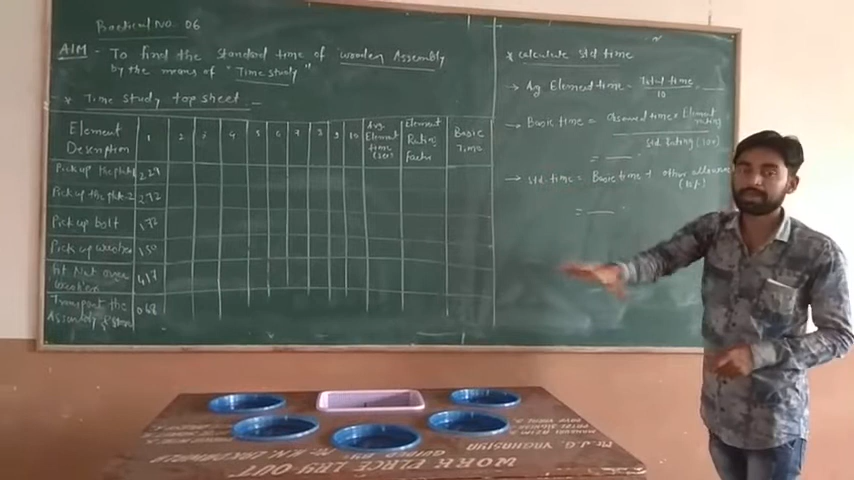 Practical No. 06
AIM - To find the standard time of wooden Assembly
by the means of "Time study"
* Time study top sheet -
Element Description 1 2 3 4 5 6 7 8 9 10 Avg. Element time (sec) Element Rating Factor Basic Time
Pick up the plate 1 2.29
Pick up the plate 2 2.72
Pick up bolt 1.72
Pick up washer 1.50
Fit Nut over washer 4.17
Transport the Assembly 0.68
* calculate std time
→ Avg Element time = Total time / 10 =
→ Basic time = Observed time × Element rating / std Rating (100)
=
→ std. time = Basic time + other allowance (10%)
=
WORK PLACE LAYOUT